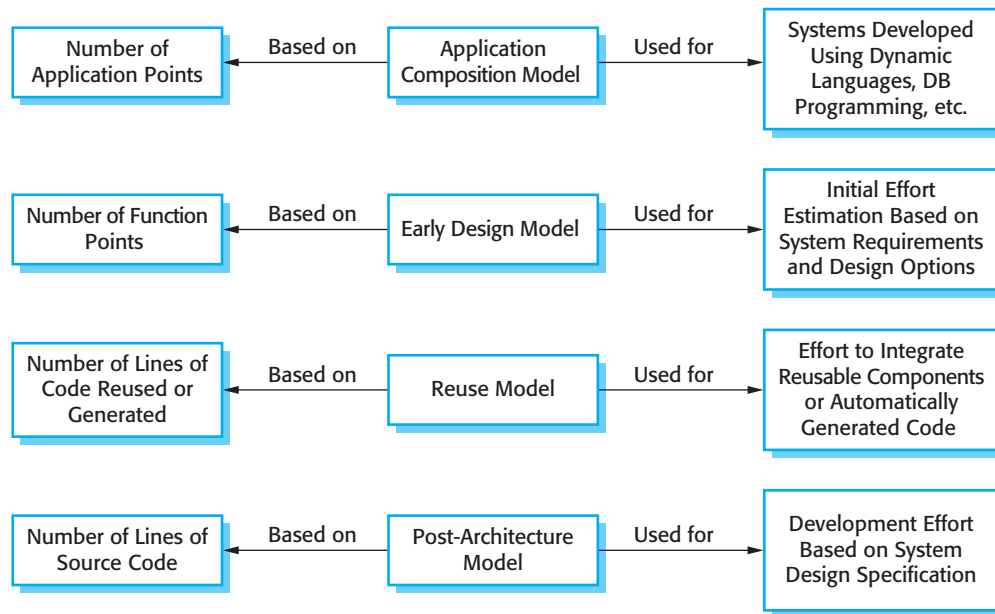 Number of
Application Points
Based on
Application
Composition Model
Used for
Systems Developed
Using Dynamic
Languages, DB
Programming, etc.
Number of Function
Points
Based on
Early Design Model
Used for
Initial Effort
Estimation Based on
System Requirements
and Design Options
Number of Lines of
Code Reused or
Generated
Based on
Reuse Model
Used for
Effort to Integrate
Reusable Components
or Automatically
Generated Code
Number of Lines of
Source Code
Based on
Post-Architecture
Model
Used for
Development Effort
Based on System
Design Specification